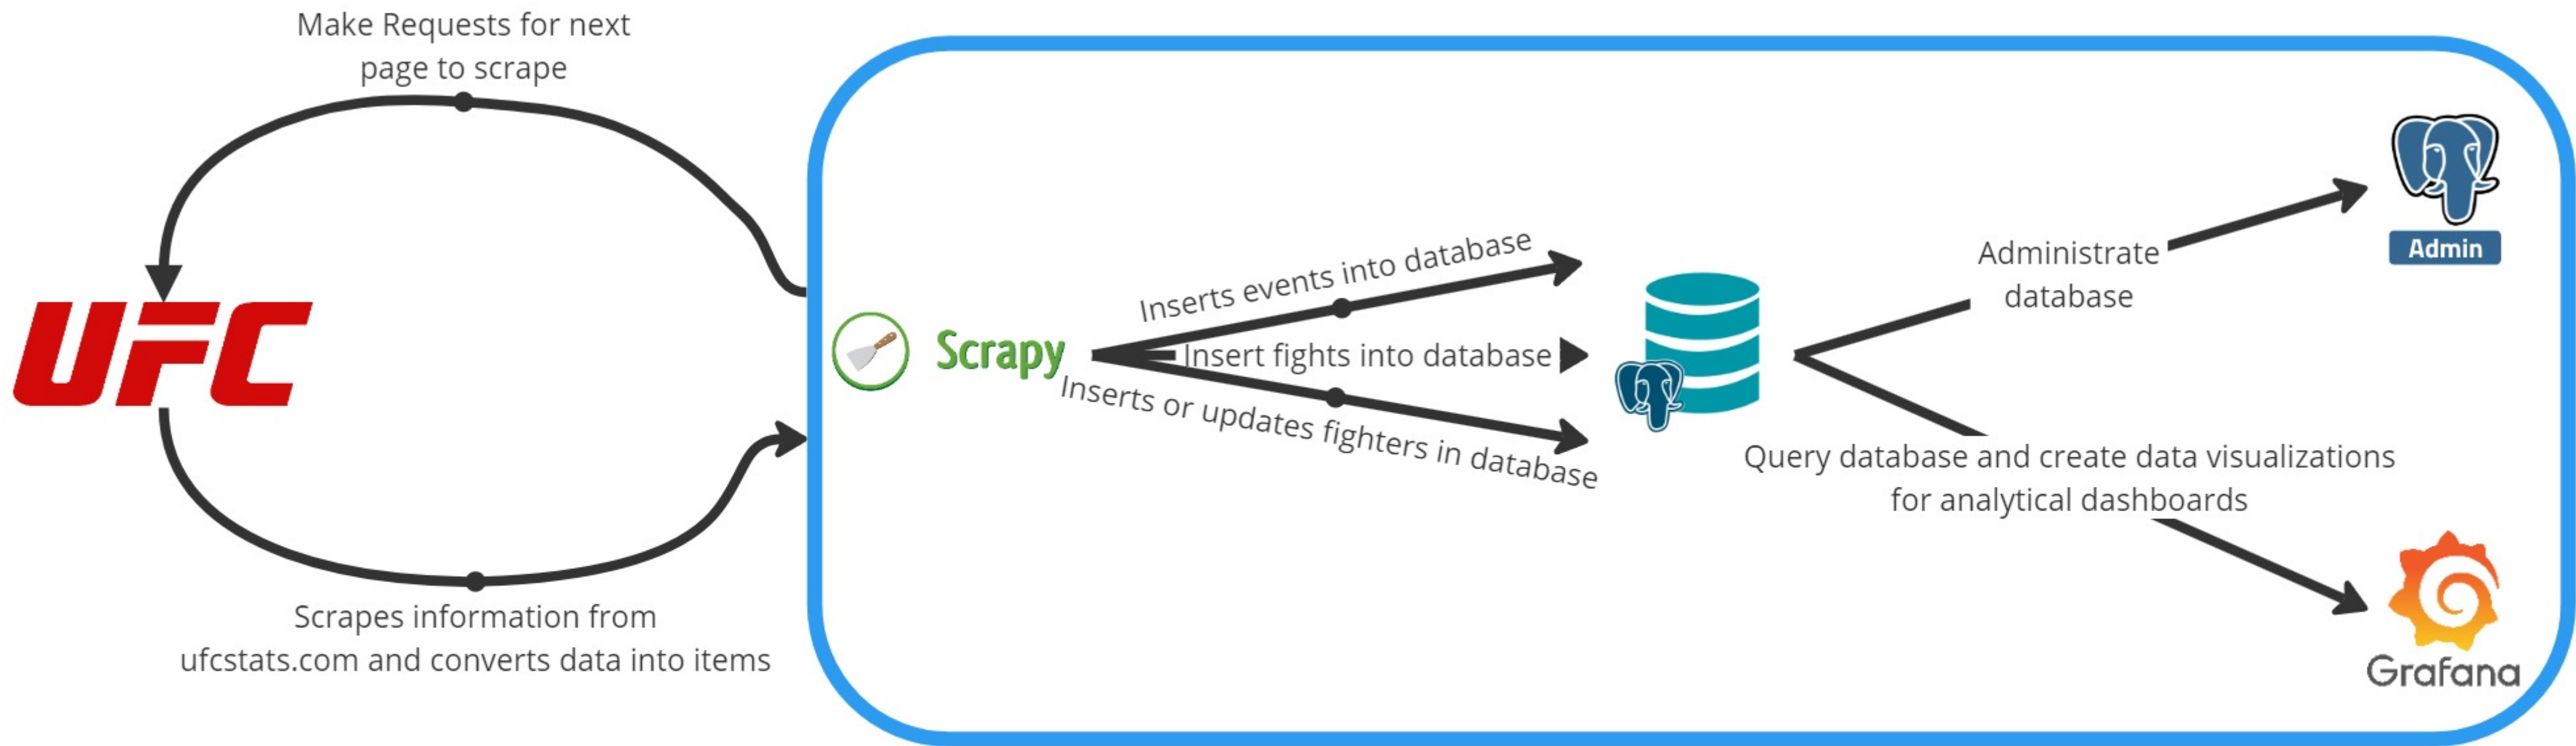 Make Requests for next
page to scrape
UFC
Scrapes information from
ufcstats.com and converts data into items
Scrapy
Inserts events into database
Insert fights into database
Inserts or updates fighters in database
Administrate
database
Admin
Query database and create data visualizations
for analytical dashboards
Grafana